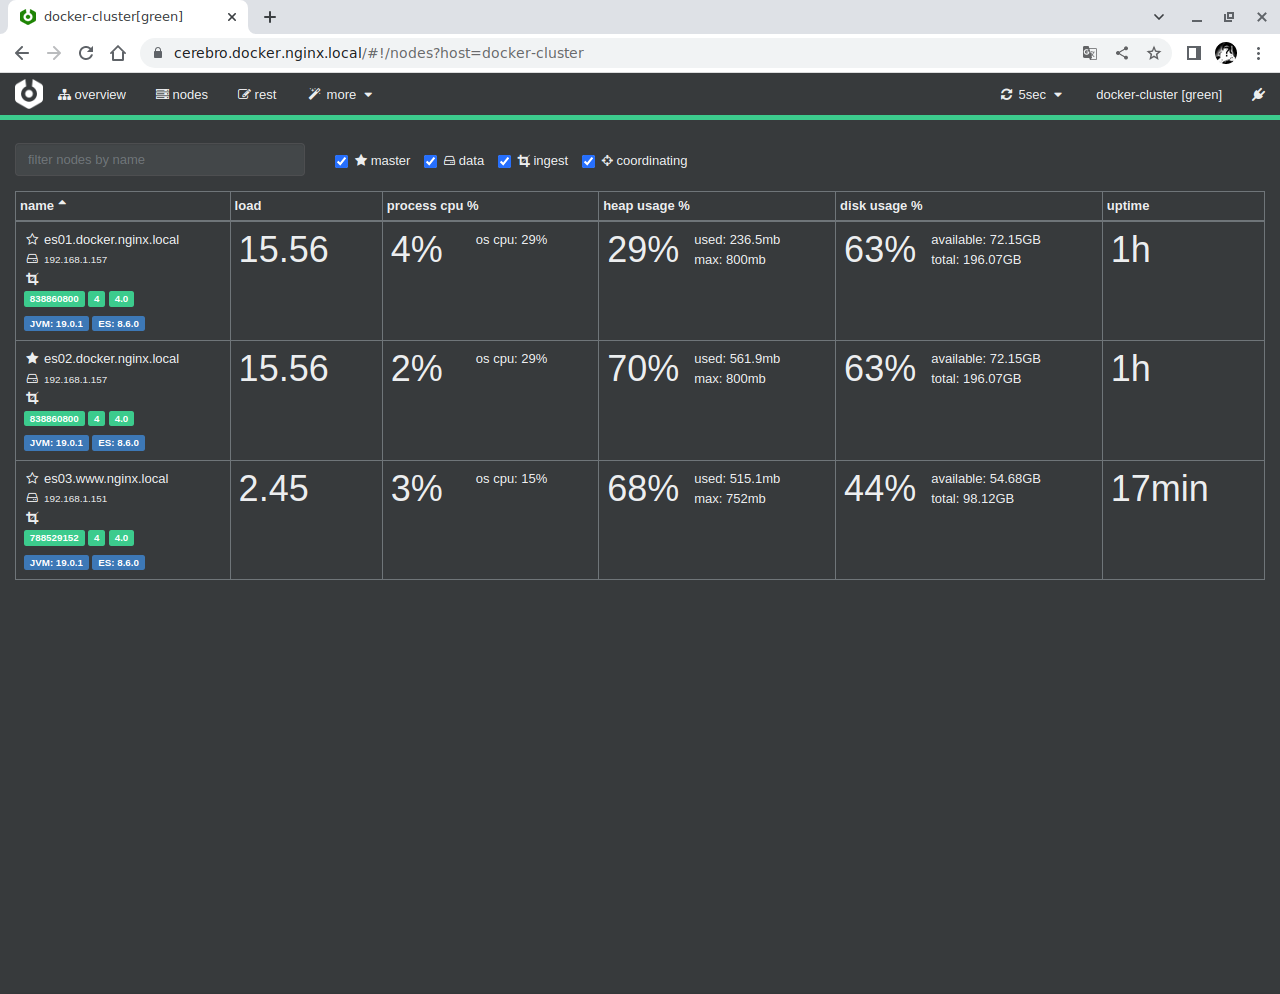 docker-cluster[green]
cerebro.docker.nginx.local/#!/nodes?host=docker-cluster
overview nodes rest more 5sec docker-cluster [green]
filter nodes by name master data ingest coordinating
name load process cpu % heap usage % disk usage % uptime
es01.docker.nginx.local 15.56 4% os cpu: 29% 29% used: 236.5mb 63% available: 72.15GB 1h
192.168.1.157 max: 800mb total: 196.07GB
838860800 4 4.0
JVM: 19.0.1 ES: 8.6.0
es02.docker.nginx.local 15.56 2% os cpu: 29% 70% used: 561.9mb 63% available: 72.15GB 1h
192.168.1.157 max: 800mb total: 196.07GB
838860800 4 4.0
JVM: 19.0.1 ES: 8.6.0
es03.www.nginx.local 2.45 3% os cpu: 15% 68% used: 515.1mb 44% available: 54.68GB 17min
192.168.1.151 max: 752mb total: 98.12GB
788529152 4 4.0
JVM: 19.0.1 ES: 8.6.0